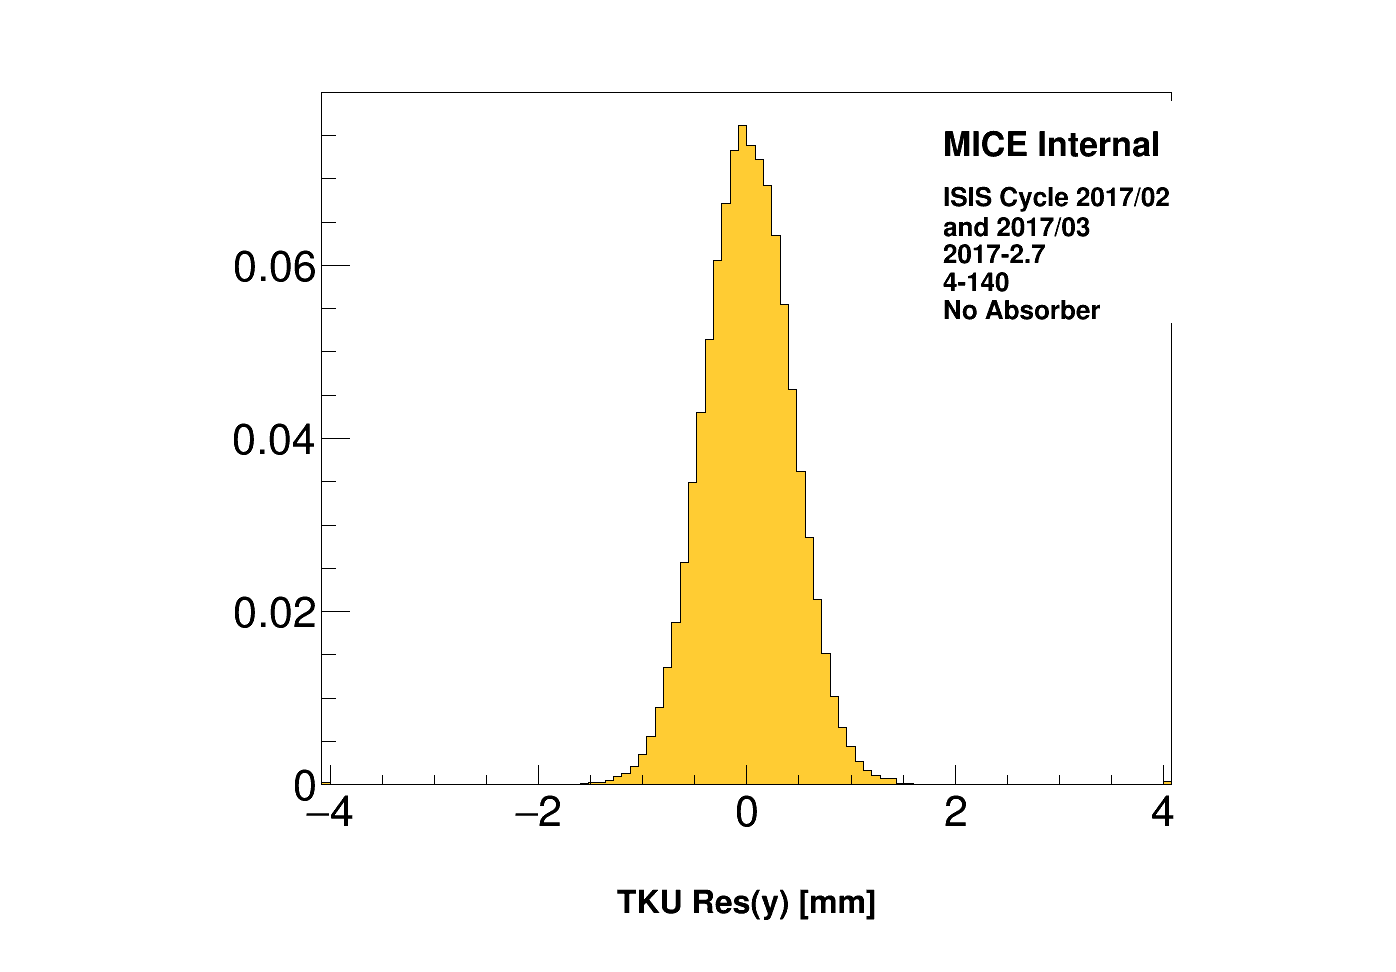 MICE Internal
ISIS Cycle 2017/02
and 2017/03
2017-2.7
4-140
No Absorber
0.06
0.04
0.02
0
−4 −2 0 2 4
TKU Res(y) [mm]